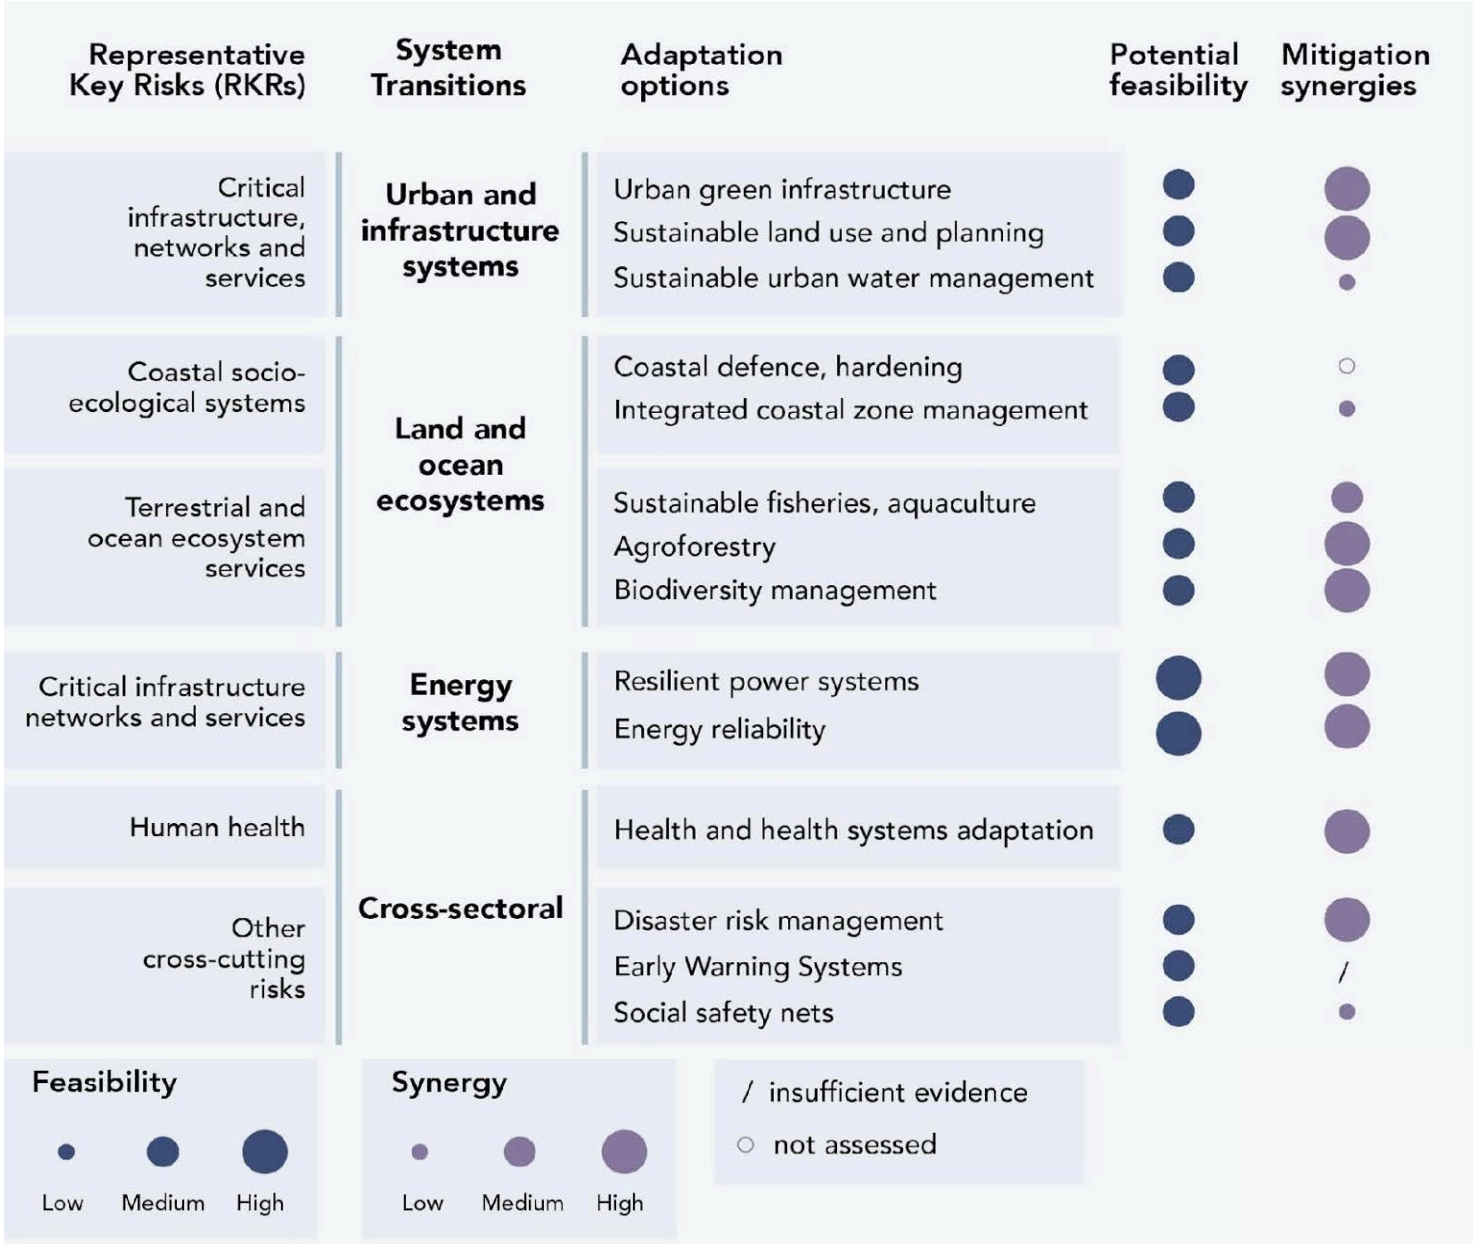 Representative
Key Risks (RKRs)
System
Transitions
Adaptation
options
Potential
feasibility
Mitigation
synergies
Critical
infrastructure,
networks and
services
Urban and
infrastructure
systems
Urban green infrastructure
Sustainable land use and planning
Sustainable urban water management
Coastal socio-
ecological systems
Land and
ocean
ecosystems
Coastal defence, hardening
Integrated coastal zone management
Terrestrial and
ocean ecosystem
services
Sustainable fisheries, aquaculture
Agroforestry
Biodiversity management
Critical infrastructure
networks and services
Energy
systems
Resilient power systems
Energy reliability
Human health
Cross-sectoral
Health and health systems adaptation
Other
cross-cutting
risks
Disaster risk management
Early Warning Systems
/
Social safety nets
Feasibility
Low Medium High
Synergy
Low Medium High
/ insufficient evidence
not assessed